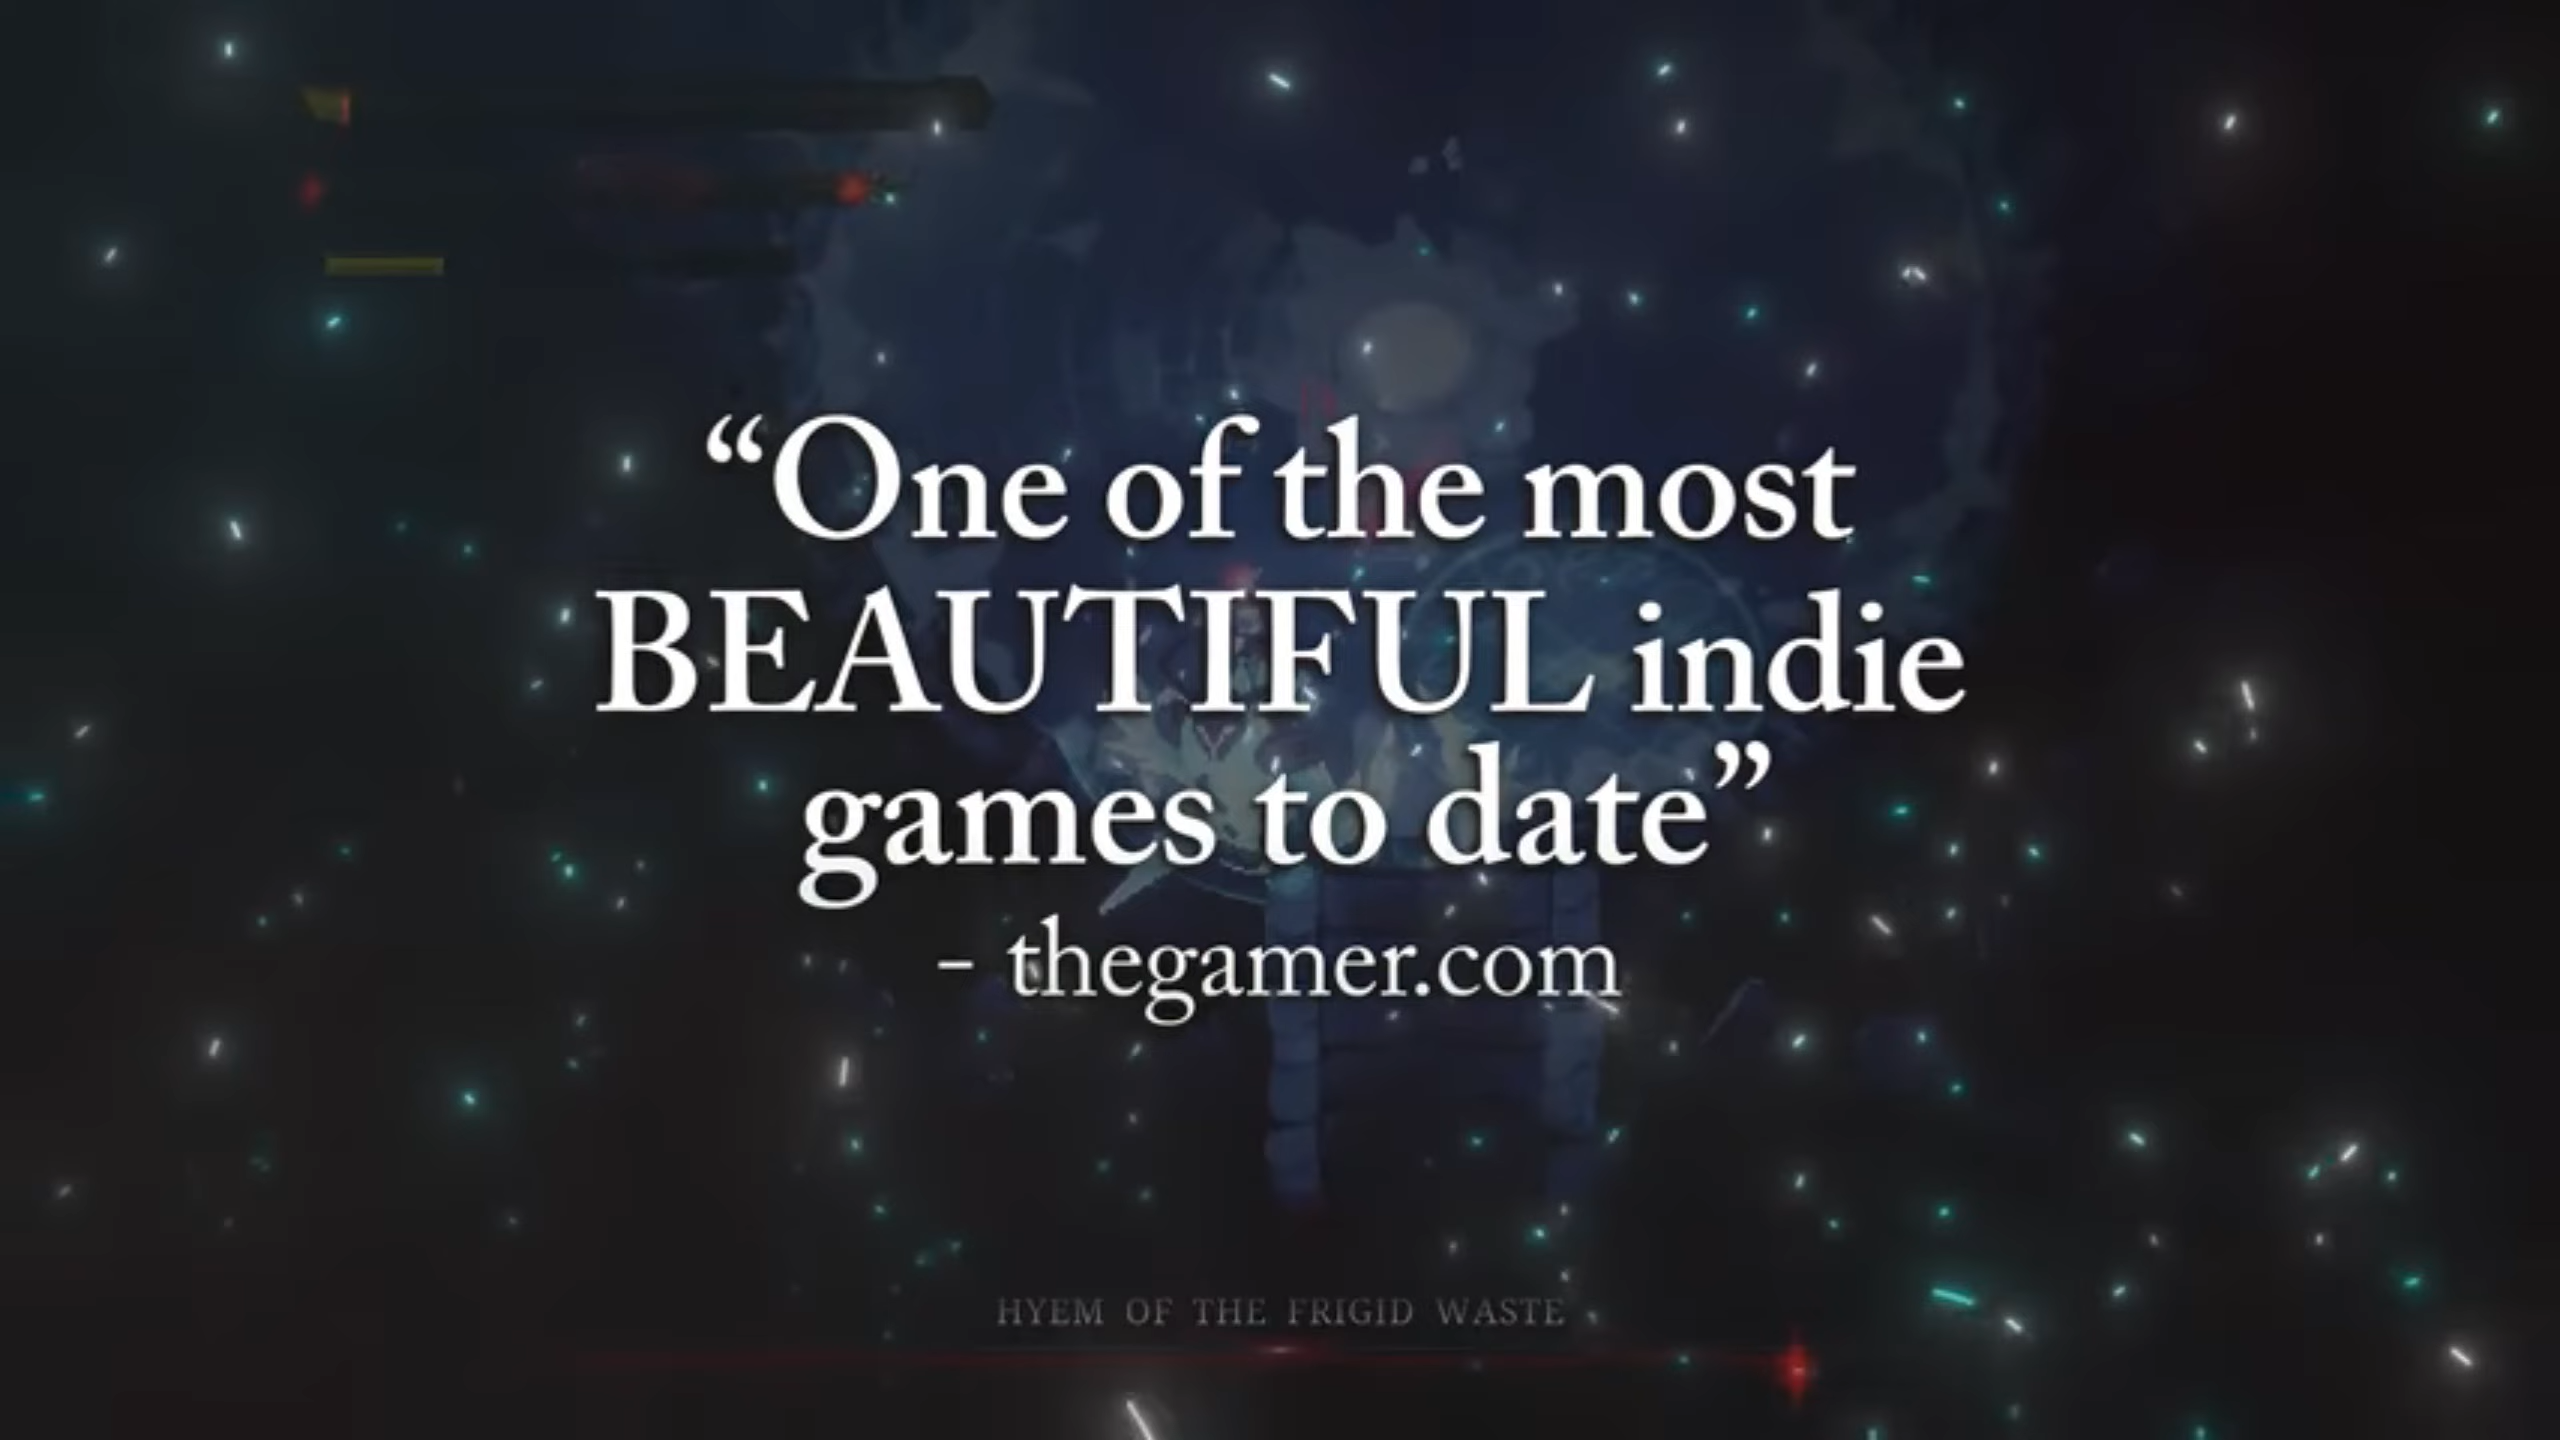 “One of the most
BEAUTIFUL indie
games to date”
- thegamer.com
HYEM OF THE FRIGID WASTE